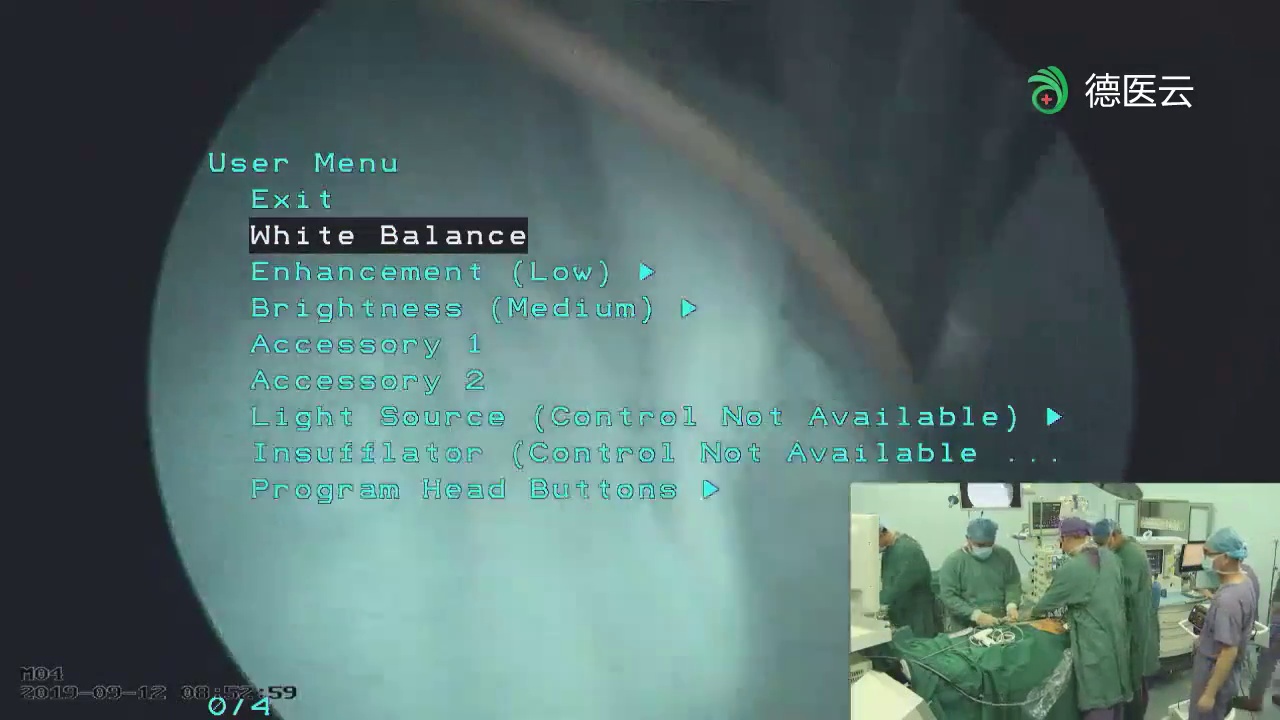 德医云
User Menu
Exit
White Balance
Enhancement (Low) ▶
Brightness (Medium) ▶
Accessory 1
Accessory 2
Light Source (Control Not Available) ▶
Insufflator (Control Not Available ...
Program Head Buttons ▶
M04
2019-09-12 08:52:59
0/4